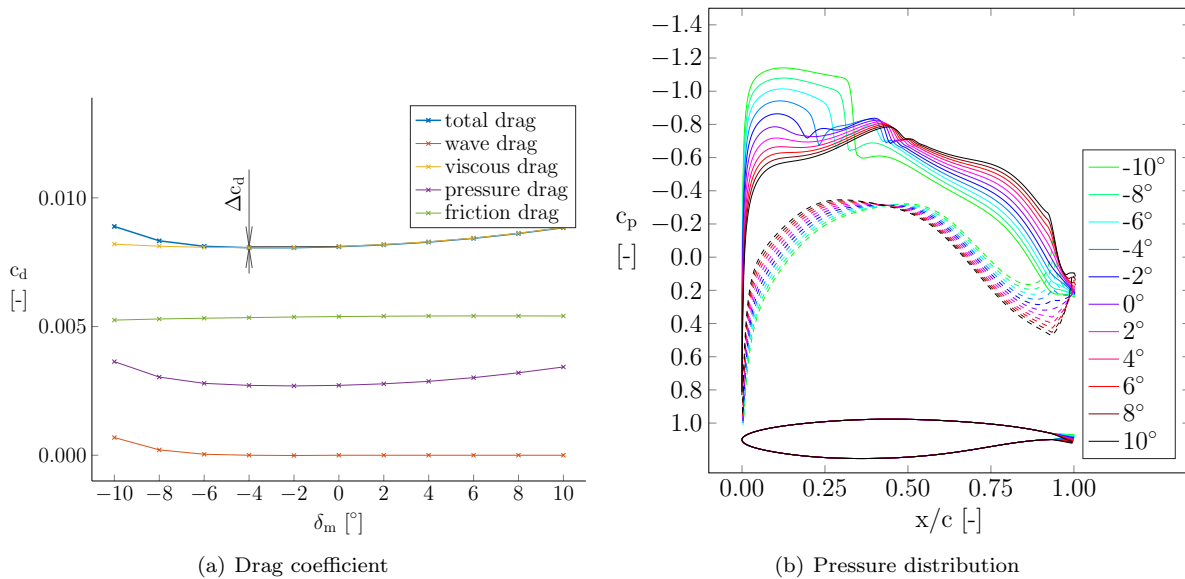 total drag
wave drag
viscous drag
pressure drag
friction drag
Δc_d
0.010
c_d
[-]
0.005
0.000
−10 −8 −6 −4 −2 0 2 4 6 8 10
δ_m [°]
(a) Drag coefficient
−1.4
−1.2
−1.0
−0.8
−0.6
−0.4
−0.2
c_p
[-]
0.0
0.2
0.4
0.6
0.8
1.0
-10°
-8°
-6°
-4°
-2°
0°
2°
4°
6°
8°
10°
0.00 0.25 0.50 0.75 1.00
x/c [-]
(b) Pressure distribution